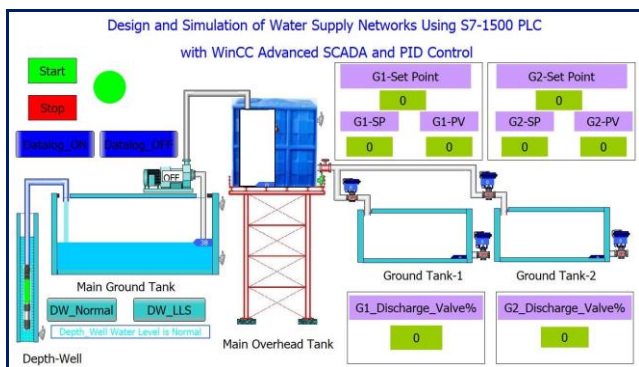 Design and Simulation of Water Supply Networks Using S7-1500 PLC
with WinCC Advanced SCADA and PID Control
Start
Stop
Datalog_ON
Datalog_OFF
G1-Set Point
0
G1-SP
G1-PV
0
0
G2-Set Point
0
G2-SP
G2-PV
0
0
OFF
Main Ground Tank
Ground Tank-1
Ground Tank-2
DW_Normal
DW_LLS
Depth_Well Water Level is Normal
Depth-Well
Main Overhead Tank
G1_Discharge_Valve%
0
G2_Discharge_Valve%
0